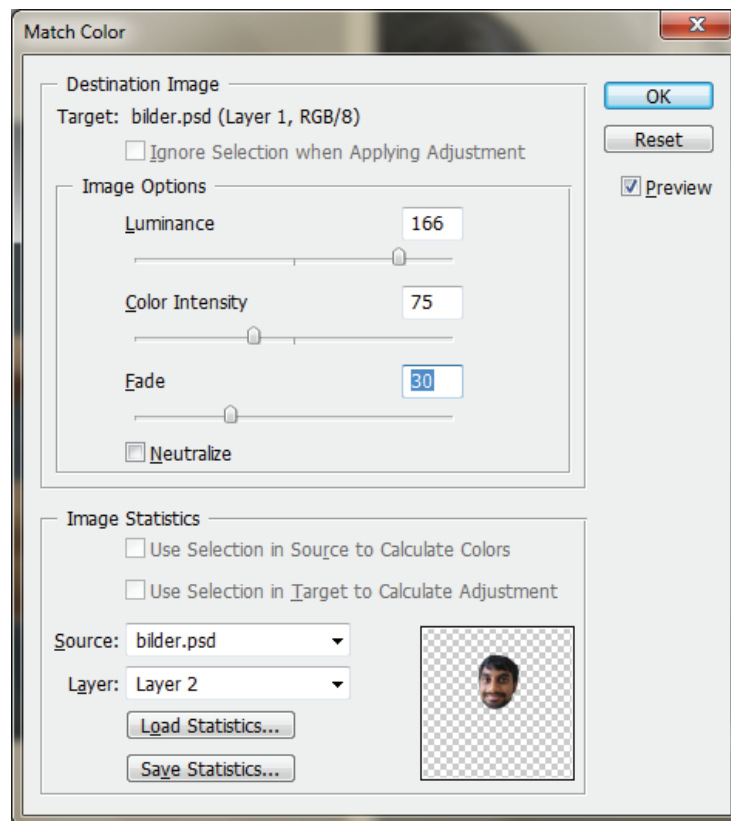 Match Color
Destination Image
OK
Target: bilder.psd (Layer 1, RGB/8)
Reset
Ignore Selection when Applying Adjustment
Image Options
Preview
Luminance 166
Color Intensity 75
Fade 30
Neutralize
Image Statistics
Use Selection in Source to Calculate Colors
Use Selection in Target to Calculate Adjustment
Source: bilder.psd
Layer: Layer 2
Load Statistics...
Save Statistics...